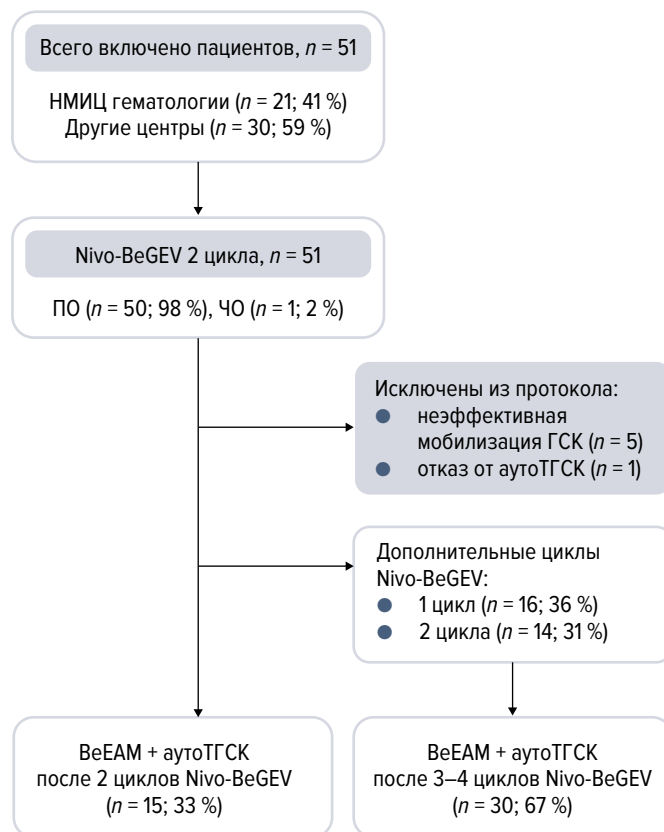 Всего включено пациентов, n = 51
НМИЦ гематологии (n = 21; 41 %)
Другие центры (n = 30; 59 %)
Nivo-BeGEV 2 цикла, n = 51
ПО (n = 50; 98 %), ЧО (n = 1; 2 %)
Исключены из протокола:
● неэффективная
мобилизация ГСК (n = 5)
● отказ от аутоТГСК (n = 1)
Дополнительные циклы
Nivo-BeGEV:
● 1 цикл (n = 16; 36 %)
● 2 цикла (n = 14; 31 %)
BeEAM + аутоТГСК
после 2 циклов Nivo-BeGEV
(n = 15; 33 %)
BeEAM + аутоТГСК
после 3–4 циклов Nivo-BeGEV
(n = 30; 67 %)